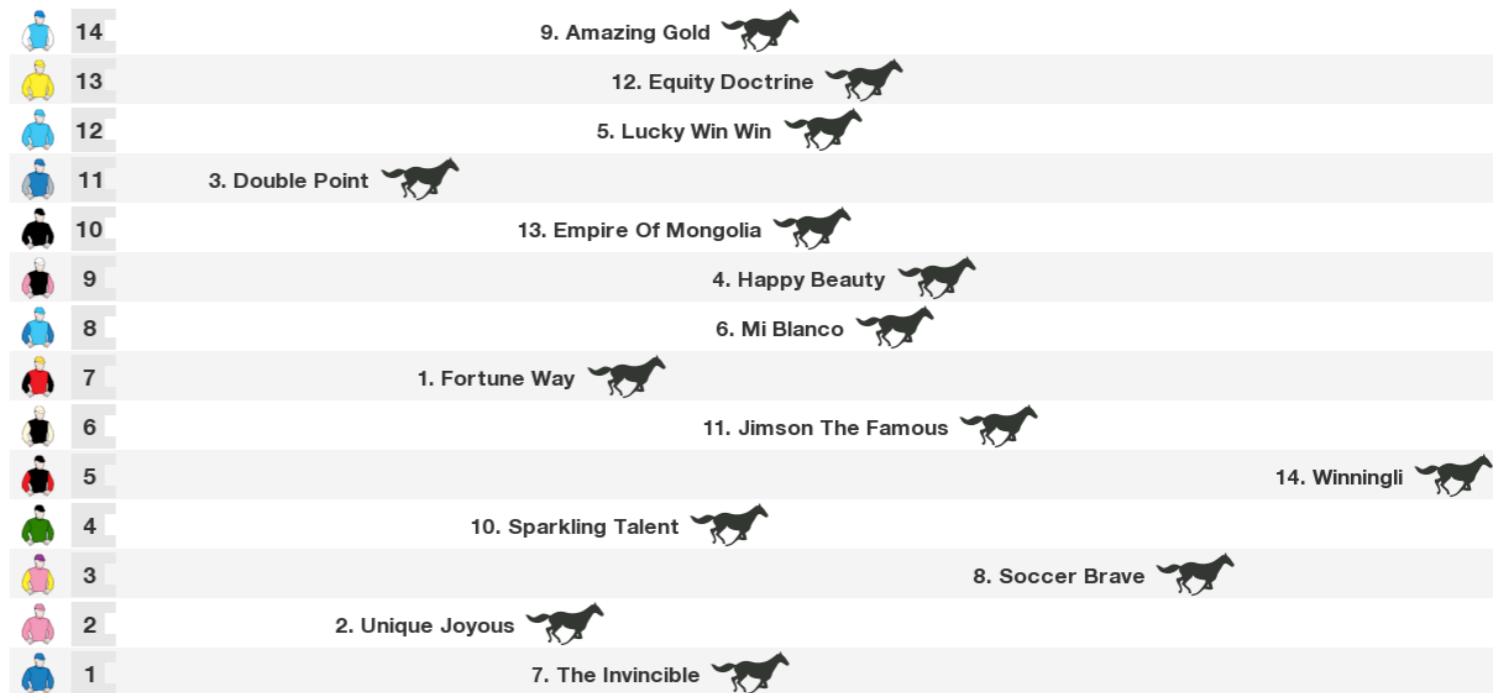 14 9. Amazing Gold
13 12. Equity Doctrine
12 5. Lucky Win Win
11 3. Double Point
10 13. Empire Of Mongolia
9 4. Happy Beauty
8 6. Mi Blanco
7 1. Fortune Way
6 11. Jimson The Famous
5 14. Winningli
4 10. Sparkling Talent
3 8. Soccer Brave
2 2. Unique Joyous
1 7. The Invincible